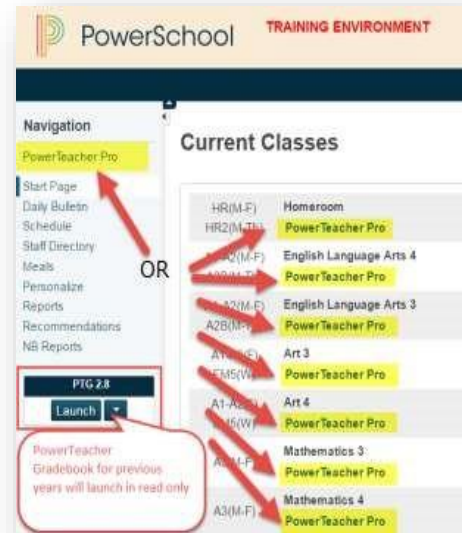 PowerSchool
TRAINING ENVIRONMENT
Navigation
PowerTeacher Pro
Start Page
Daily Bulletin
Schedule
Staff Directory
Meals
Personalize
Reports
Recommendations
NB Reports
PTG 2.8
Launch
PowerTeacher
Gradebook for previous
years will launch in read only
OR
Current Classes
HR(M-F) Homeroom
PowerTeacher Pro
English Language Arts 4
PowerTeacher Pro
English Language Arts 3
PowerTeacher Pro
Art 3
PowerTeacher Pro
Art 4
PowerTeacher Pro
Mathematics 3
PowerTeacher Pro
A3(M-F) Mathematics 4
PowerTeacher Pro